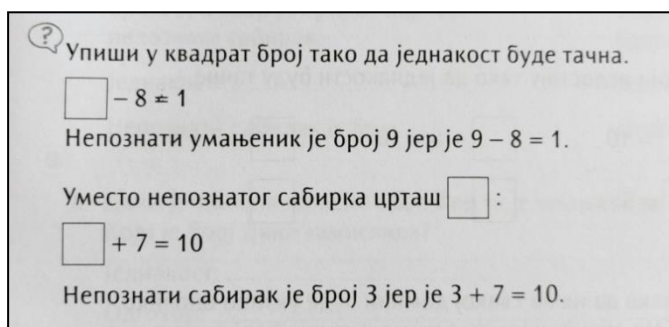 ?
Упиши у квадрат број тако да једнакост буде тачна.
□ – 8 = 1
Непознати умањеник је број 9 јер је 9 – 8 = 1.
Уместо непознатог сабирка црташ □ :
□ + 7 = 10
Непознати сабирак је број 3 јер је 3 + 7 = 10.